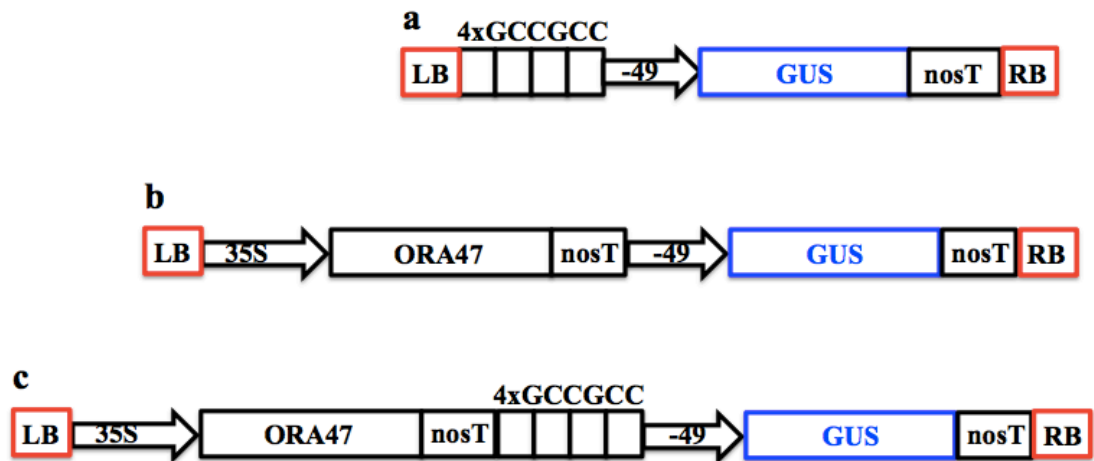 a
4xGCCGCC
LB -49 GUS nosT RB
b
LB 35S ORA47 nosT -49 GUS nosT RB
c
4xGCCGCC
LB 35S ORA47 nosT -49 GUS nosT RB